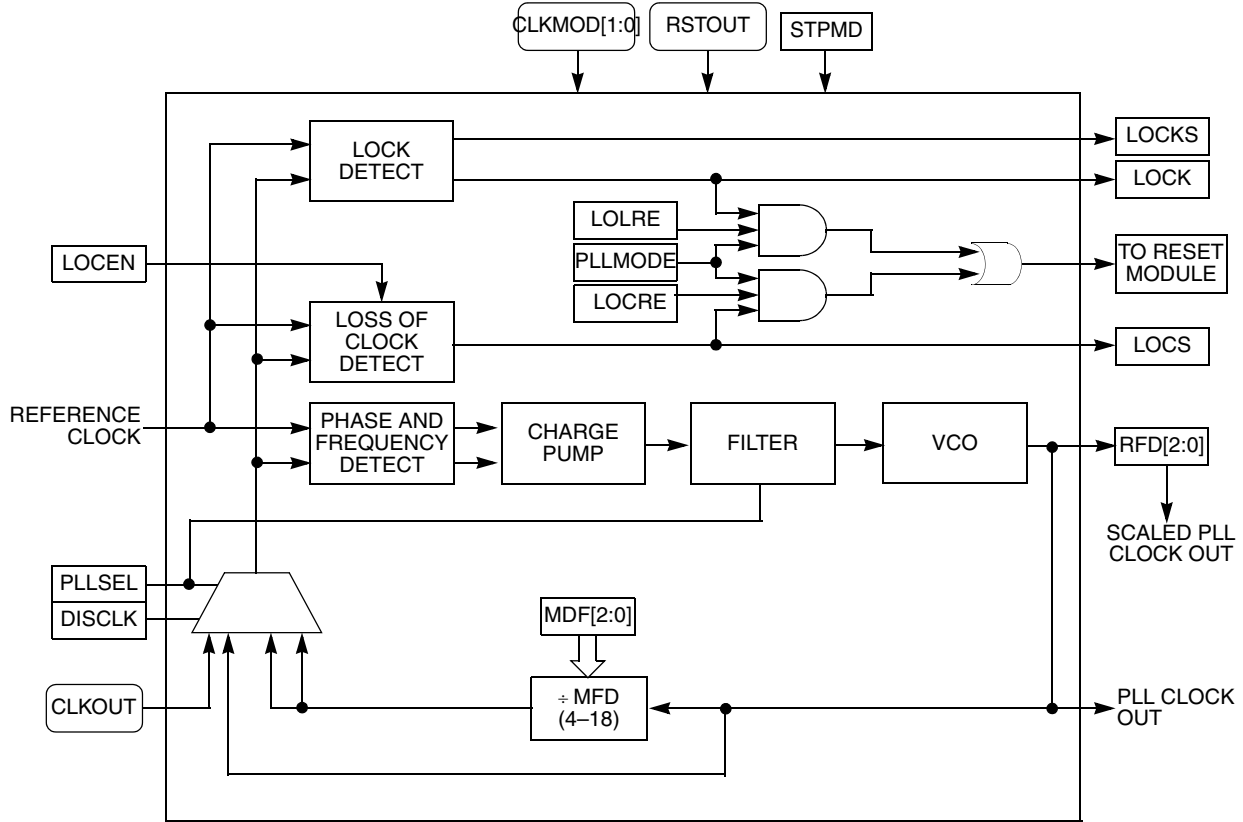 CLKMOD[1:0]
RSTOUT
STPMD
LOCK
DETECT
LOCKS
LOCK
LOLRE
PLLMODE
LOCRE
TO RESET
MODULE
LOCEN
LOSS OF
CLOCK
DETECT
LOCS
REFERENCE
CLOCK
PHASE AND
FREQUENCY
DETECT
CHARGE
PUMP
FILTER
VCO
RFD[2:0]
SCALED PLL
CLOCK OUT
PLLSEL
DISCLK
MDF[2:0]
CLKOUT
÷ MFD
(4–18)
PLL CLOCK
OUT